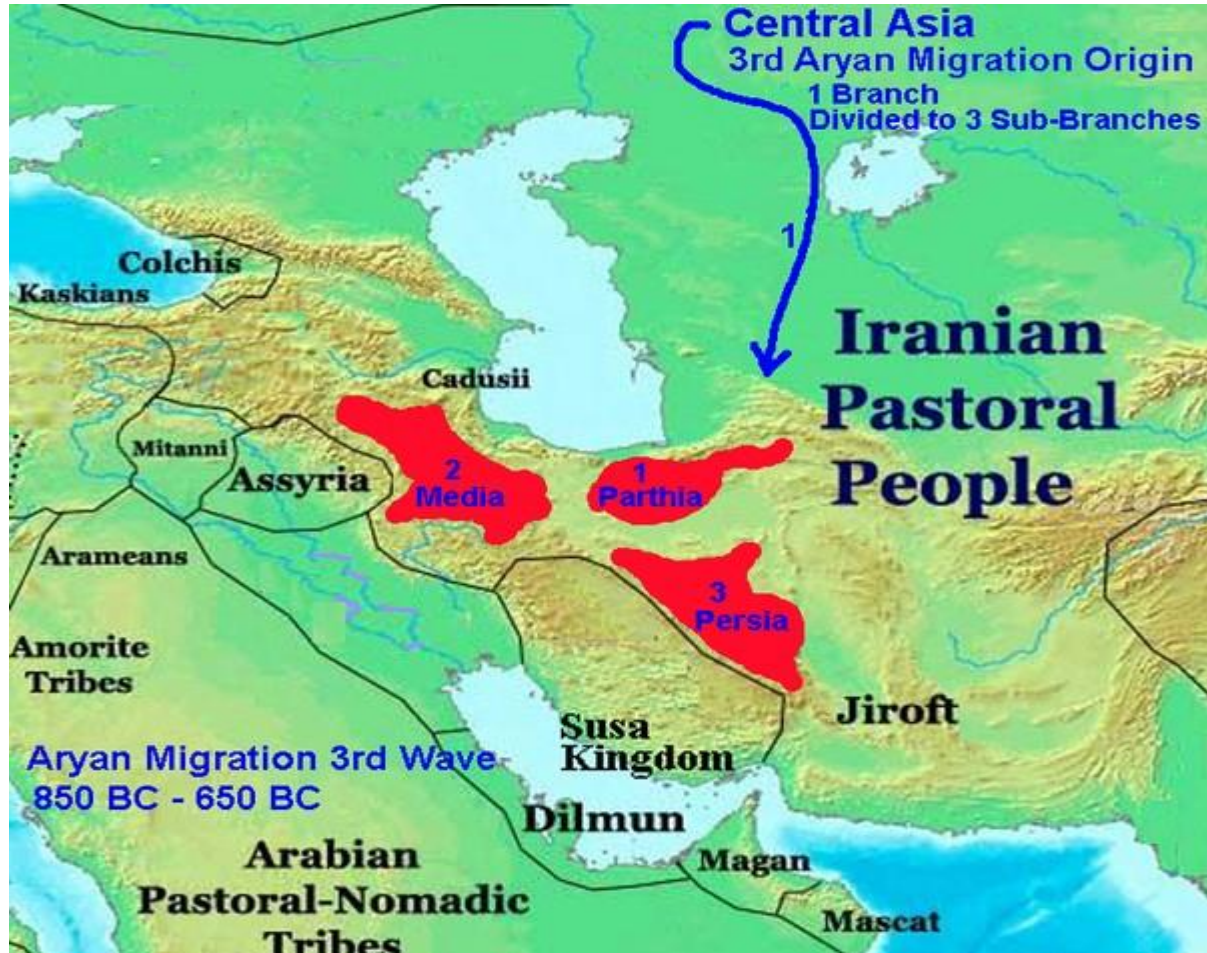 Central Asia
3rd Aryan Migration Origin
1 Branch
Divided to 3 Sub-Branches
1
Colchis
Kaskians
Iranian
Pastoral
People
Cadusii
Mitanni
Assyria
2
Media
1
Parthia
Arameans
3
Persia
Amorite
Tribes
Jiroft
Susa
Kingdom
Aryan Migration 3rd Wave
850 BC - 650 BC
Dilmun
Magan
Mascat
Arabian
Pastoral-Nomadic
Tribes